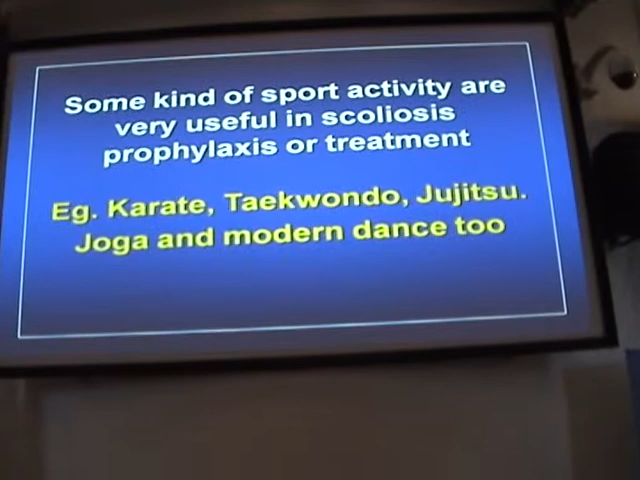 Some kind of sport activity are
very useful in scoliosis
prophylaxis or treatment
Eg. Karate, Taekwondo, Jujitsu.
Joga and modern dance too